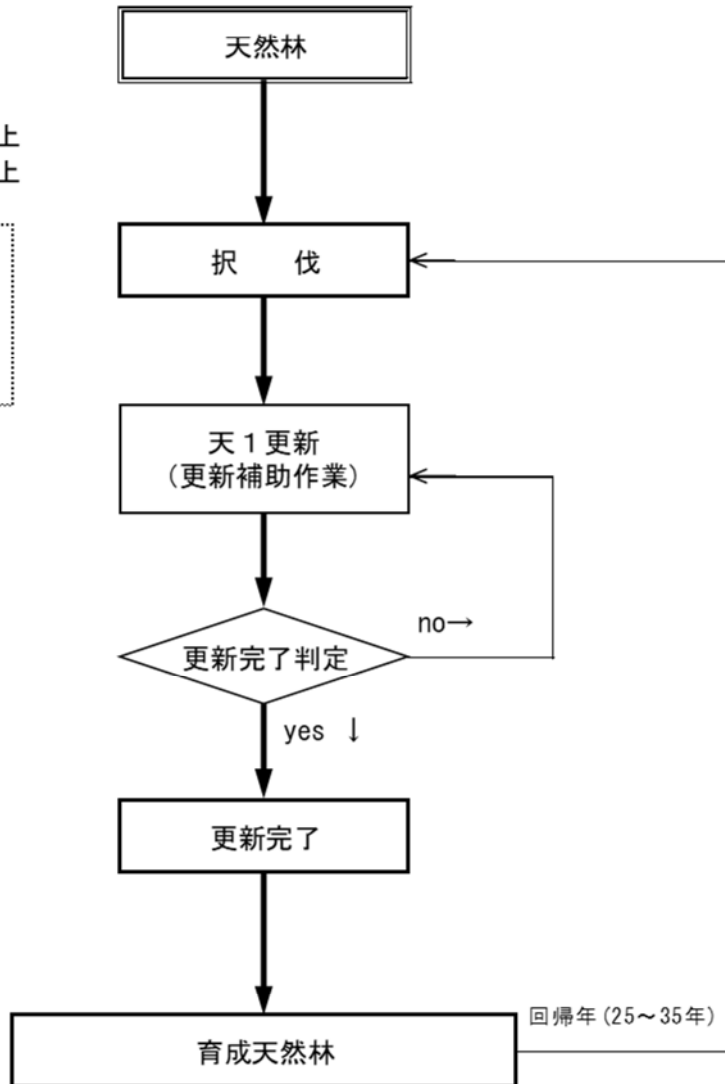 天然林
上
上
択　　伐
天１更新
（更新補助作業）
no→
更新完了判定
yes ↓
更新完了
回帰年(25～35年)
育成天然林